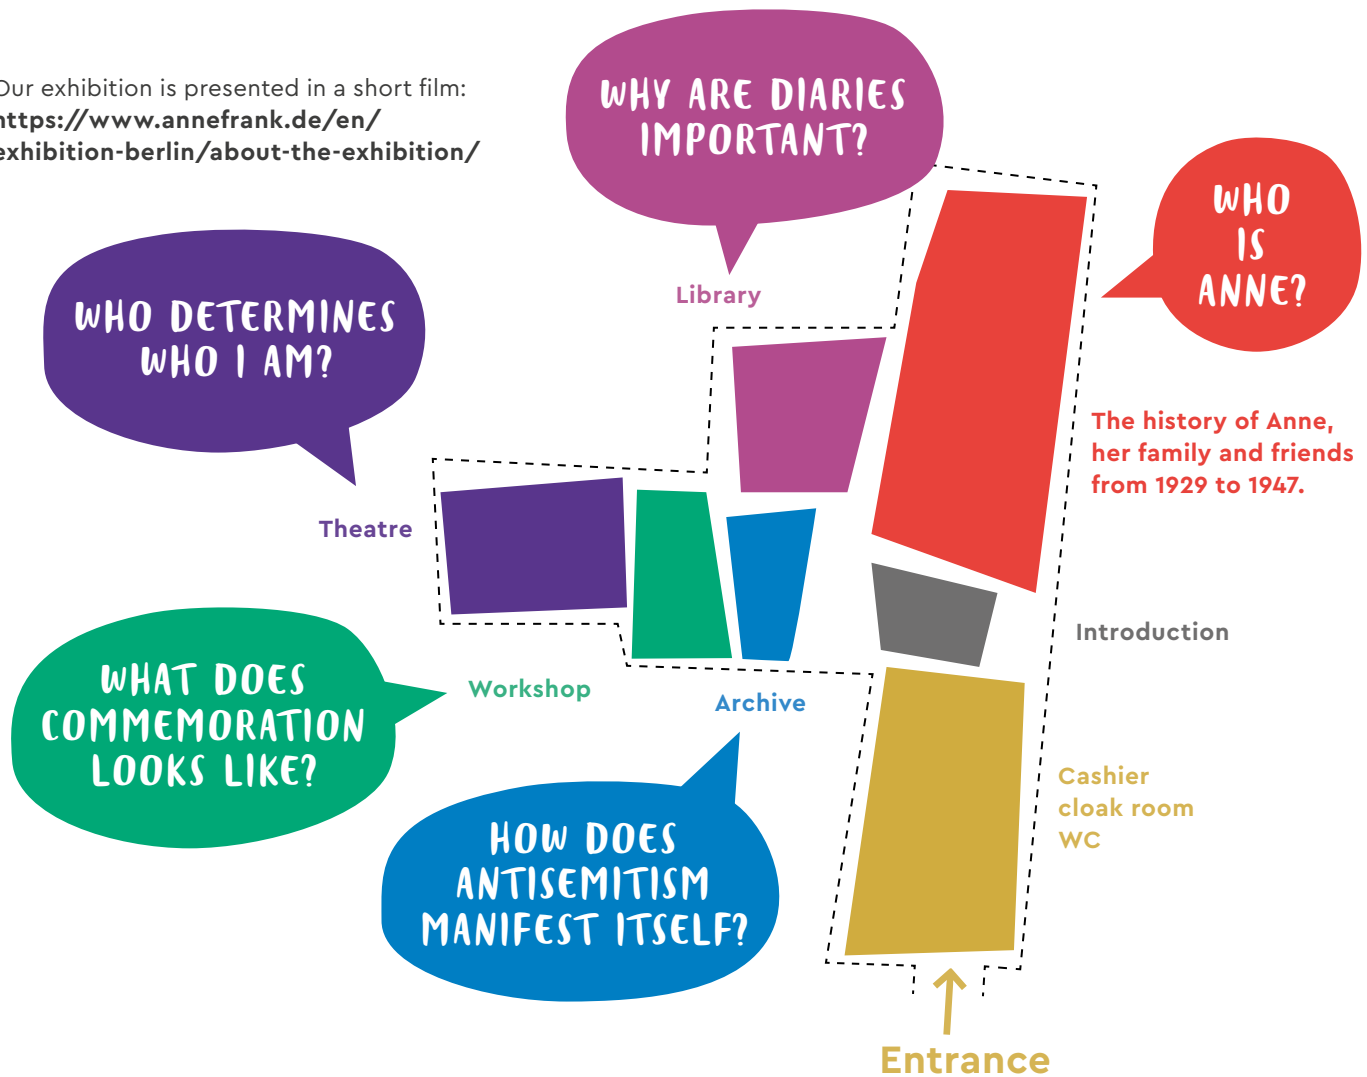 Our exhibition is presented in a short film:
https://www.annefrank.de/en/
exhibition-berlin/about-the-exhibition/
WHY ARE DIARIES
IMPORTANT?
WHO
IS
ANNE?
Library
WHO DETERMINES
WHO I AM?
The history of Anne,
her family and friends
from 1929 to 1947.
Theatre
Introduction
WHAT DOES
COMMEMORATION
LOOKS LIKE?
Workshop
Archive
HOW DOES
ANTISEMITISM
MANIFEST ITSELF?
Cashier
cloak room
WC
Entrance